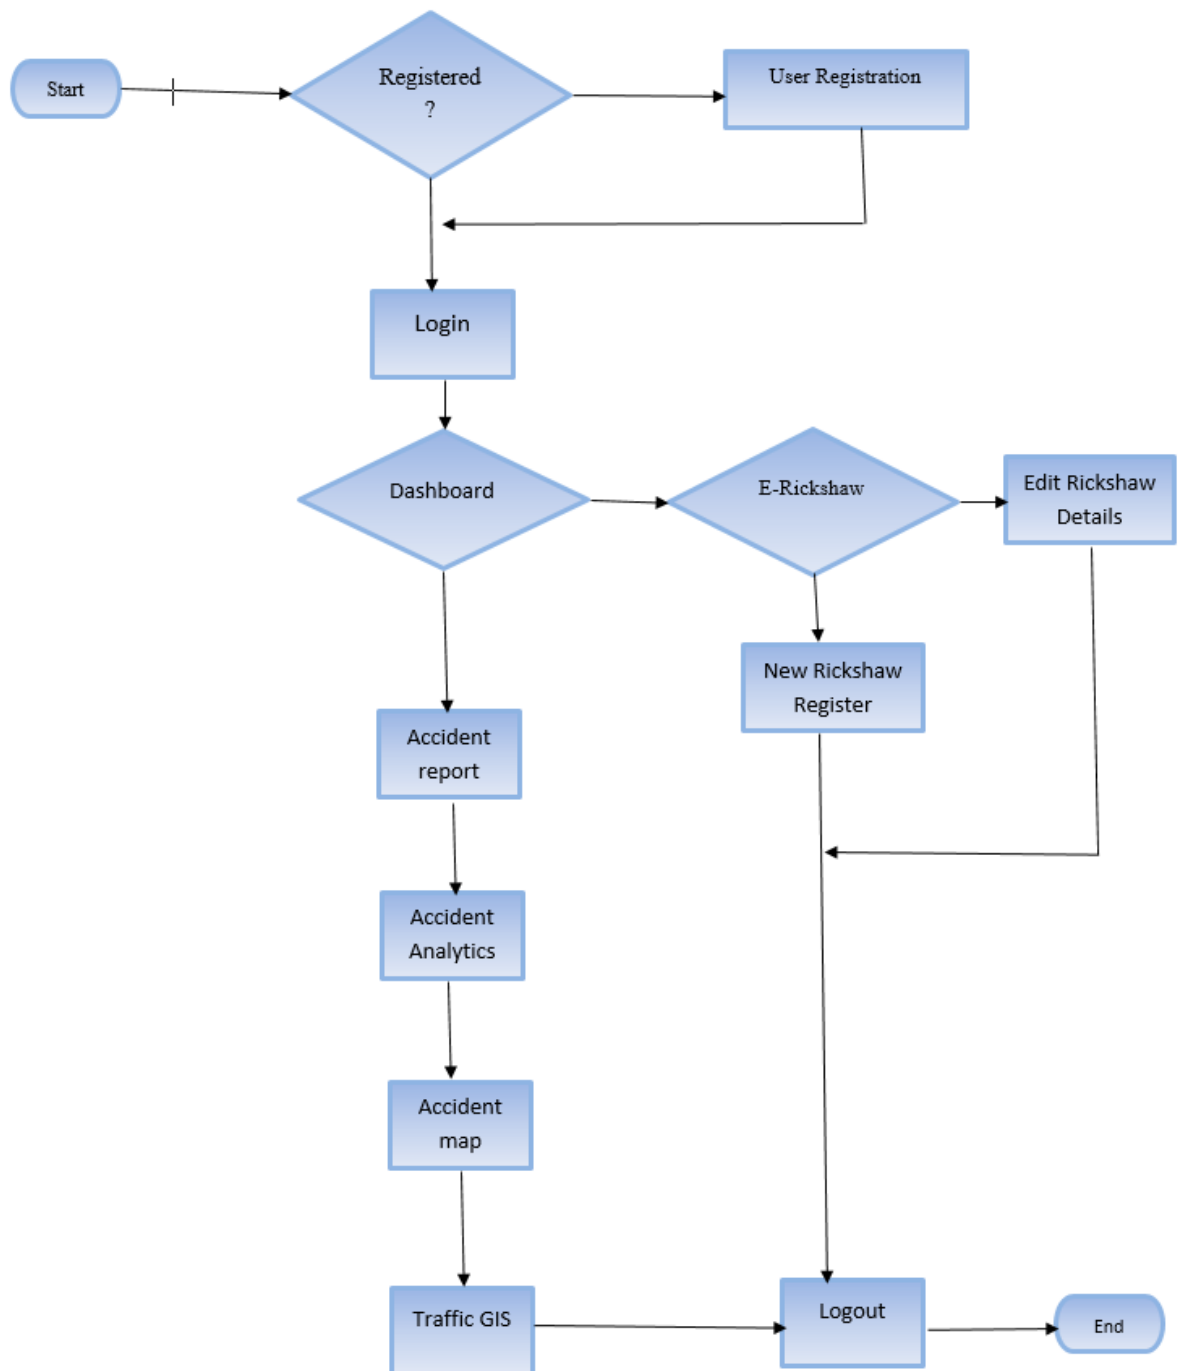 Start
Registered
?
User Registration
Login
Dashboard
E-Rickshaw
Edit Rickshaw
Details
New Rickshaw
Register
Accident
report
Accident
Analytics
Accident
map
Traffic GIS
Logout
End